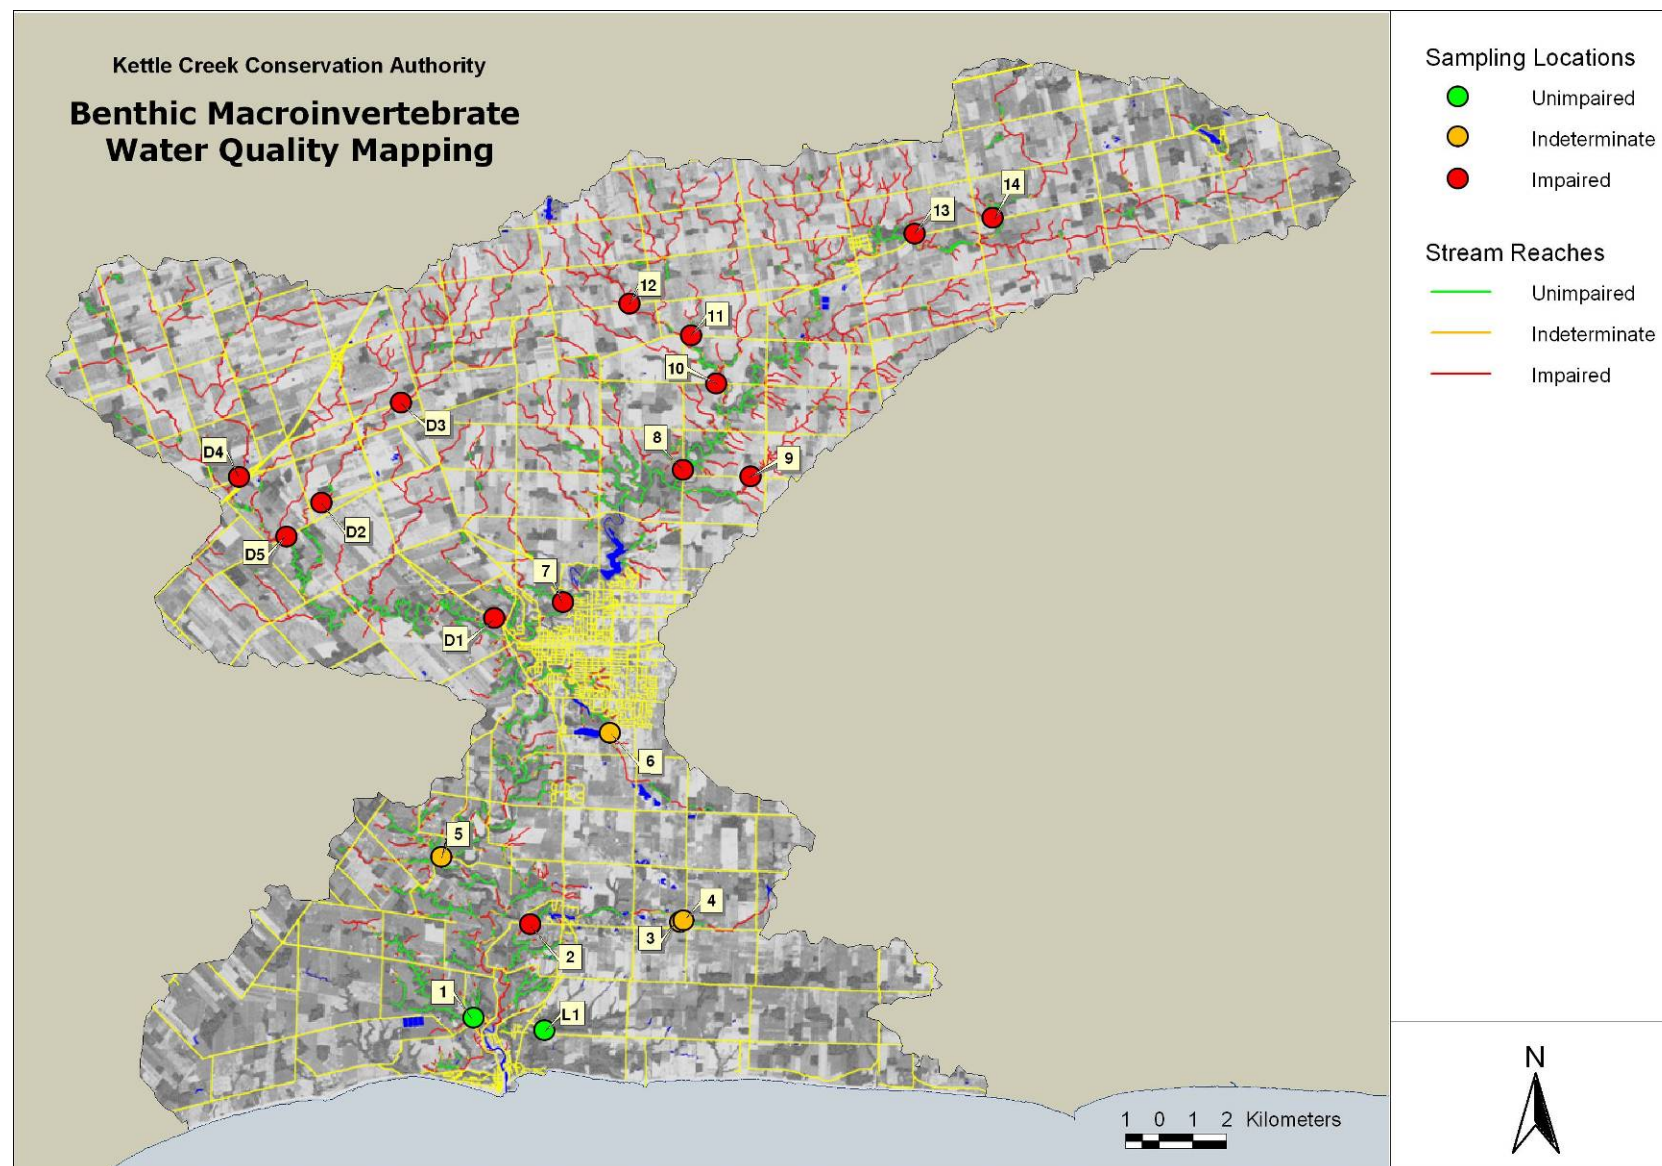 Kettle Creek Conservation Authority
Benthic Macroinvertebrate
Water Quality Mapping
Sampling Locations
Unimpaired
Indeterminate
Impaired
Stream Reaches
Unimpaired
Indeterminate
Impaired
14
13
12
11
10
D3
8
D4
9
D2
D5
7
D1
6
5
4
3
2
1
L1
N
1 0 1 2 Kilometers